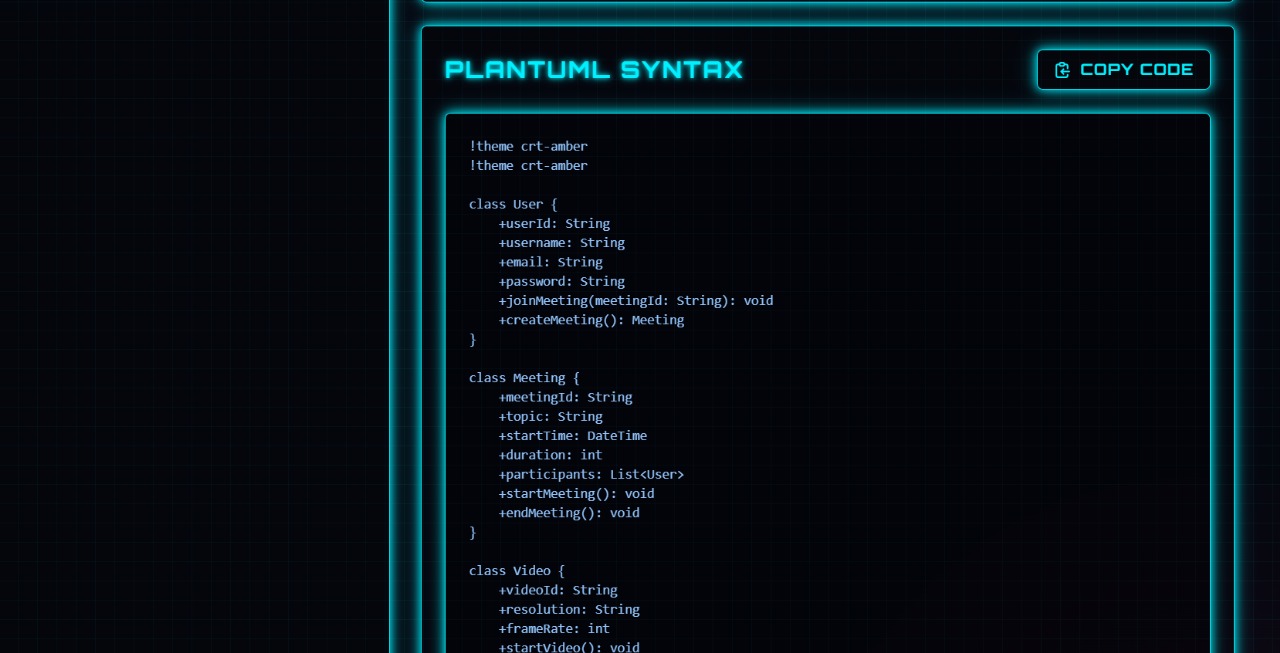 PLANTUML SYNTAX
COPY CODE
!theme crt-amber
!theme crt-amber

class User {
    +userId: String
    +username: String
    +email: String
    +password: String
    +joinMeeting(meetingId: String): void
    +createMeeting(): Meeting
}

class Meeting {
    +meetingId: String
    +topic: String
    +startTime: DateTime
    +duration: int
    +participants: List<User>
    +startMeeting(): void
    +endMeeting(): void
}

class Video {
    +videoId: String
    +resolution: String
    +frameRate: int
    +startVideo(): void